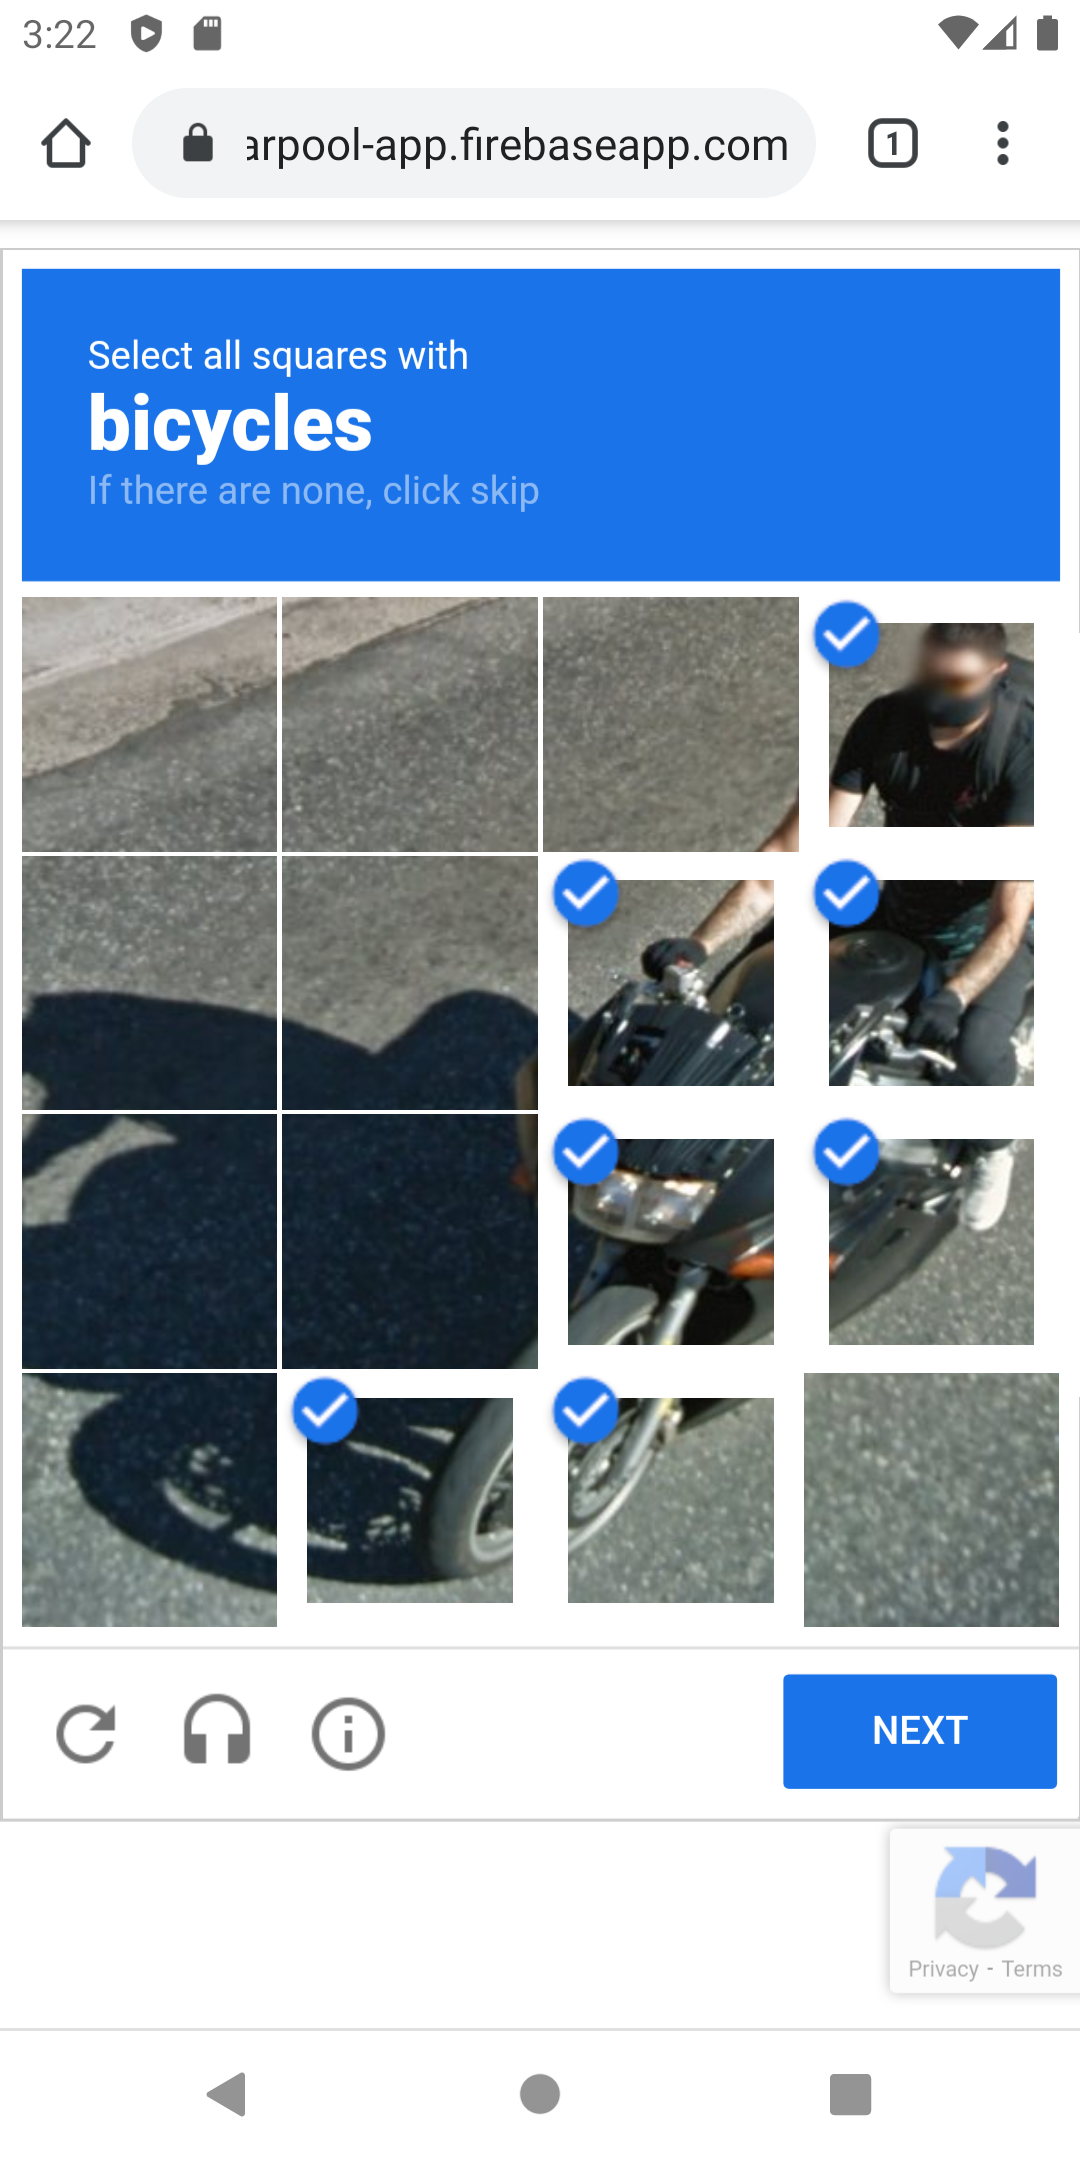 3:22
arpool-app.firebaseapp.com
1
Select all squares with
bicycles
If there are none, click skip
NEXT
Privacy - Terms